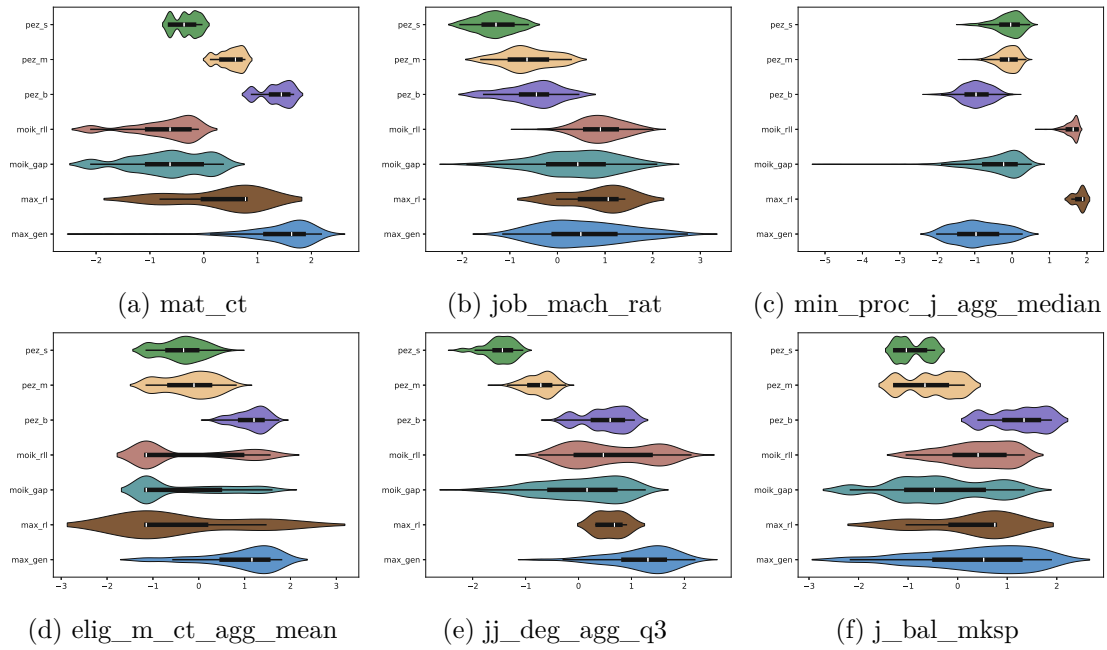 pez_s
pez_m
pez_b
moik_rll
moik_gap
max_rl
max_gen
−2 −1 0 1 2
(a) mat_ct
pez_s
pez_m
pez_b
moik_rll
moik_gap
max_rl
max_gen
−2 −1 0 1 2 3
(b) job_mach_rat
pez_s
pez_m
pez_b
moik_rll
moik_gap
max_rl
max_gen
−5 −4 −3 −2 −1 0 1 2
(c) min_proc_j_agg_median
pez_s
pez_m
pez_b
moik_rll
moik_gap
max_rl
max_gen
−3 −2 −1 0 1 2 3
(d) elig_m_ct_agg_mean
pez_s
pez_m
pez_b
moik_rll
moik_gap
max_rl
max_gen
−2 −1 0 1 2
(e) jj_deg_agg_q3
pez_s
pez_m
pez_b
moik_rll
moik_gap
max_rl
max_gen
−3 −2 −1 0 1 2
(f) j_bal_mksp